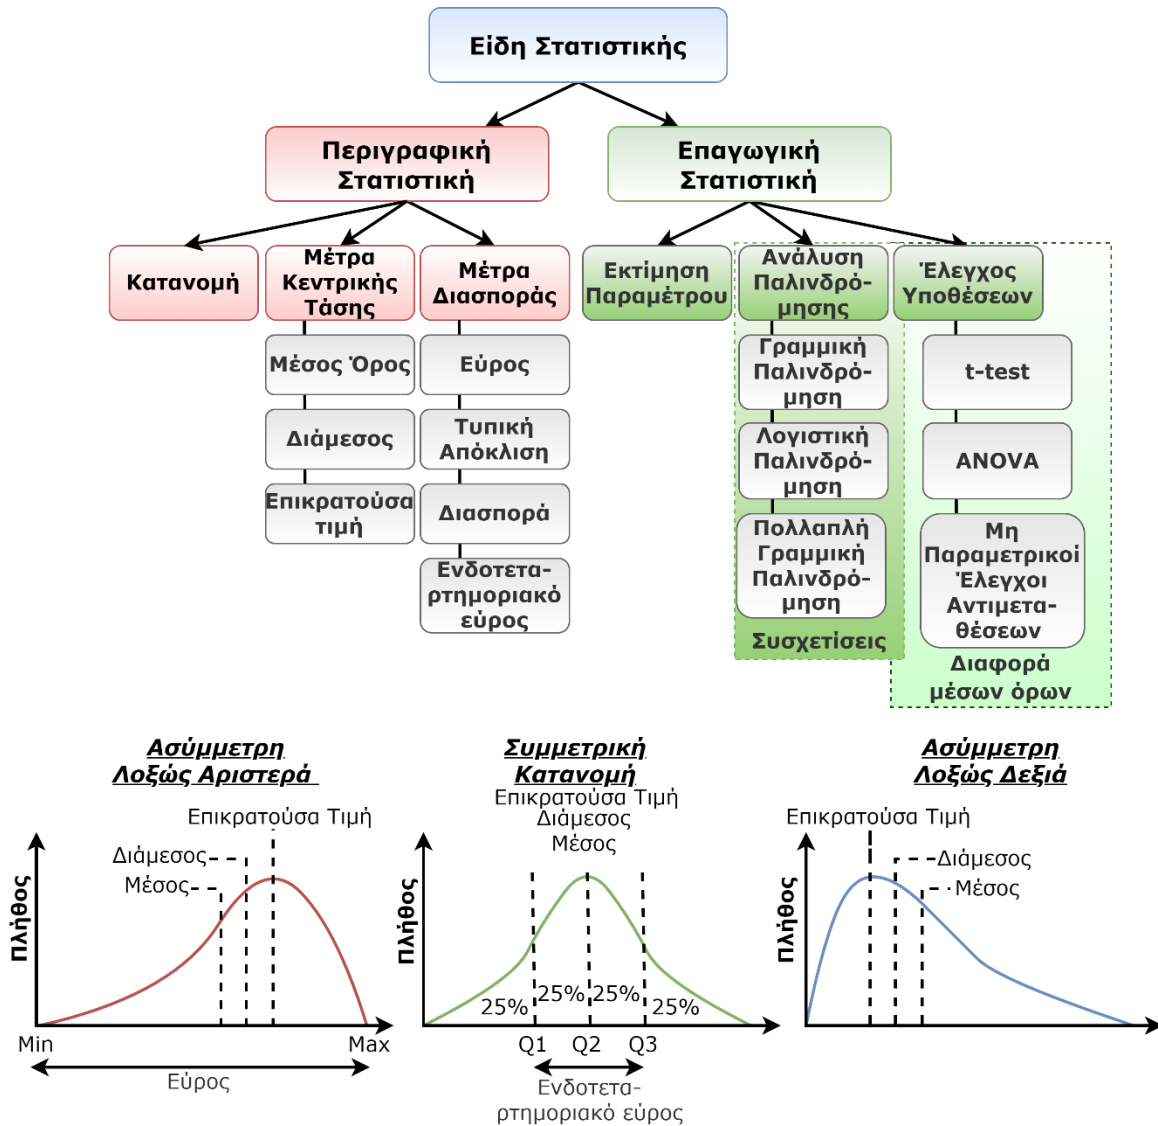 Είδη Στατιστικής
Περιγραφική
Στατιστική
Επαγωγική
Στατιστική
Κατανομή
Μέτρα
Κεντρικής
Τάσης
Μέτρα
Διασποράς
Εκτίμηση
Παραμέτρου
Ανάλυση
Παλινδρό-
μησης
Έλεγχος
Υποθέσεων
Μέσος Όρος
Διάμεσος
Επικρατούσα
τιμή
Εύρος
Τυπική
Απόκλιση
Διασπορά
Ενδοτετα-
ρτημοριακό
εύρος
Γραμμική
Παλινδρό-
μηση
Λογιστική
Παλινδρό-
μηση
Πολλαπλή
Γραμμική
Παλινδρό-
μηση
Συσχετίσεις
t-test
ANOVA
Μη
Παραμετρικοί
Έλεγχοι
Αντιμετα-
θέσεων
Διαφορά
μέσων όρων
Ασύμμετρη
Λοξώς Αριστερά
Επικρατούσα Τιμή
Διάμεσος
Μέσος
Πλήθος
Min
Max
Εύρος
Συμμετρική
Κατανομή
Επικρατούσα Τιμή
Διάμεσος
Μέσος
Πλήθος
25%
25%
25%
25%
Q1
Q2
Q3
Ενδοτετα-
ρτημοριακό εύρος
Ασύμμετρη
Λοξώς Δεξιά
Επικρατούσα Τιμή
Διάμεσος
Μέσος
Πλήθος